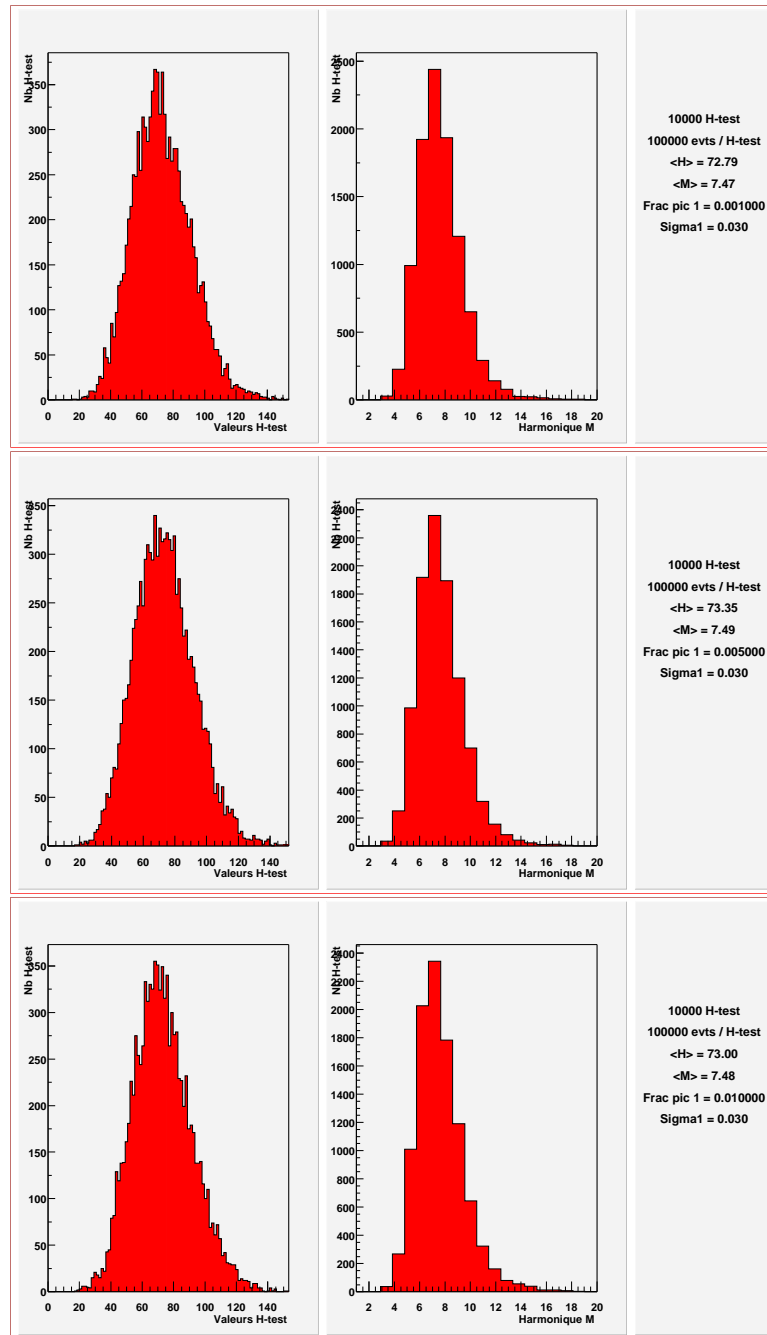 Nb H-test
350
300
250
200
150
100
50
0
0 20 40 60 80 100 120 140
Valeurs H-test
Nb H-test
2500
2000
1500
1000
500
0
2 4 6 8 10 12 14 16 18 20
Harmonique M
10000 H-test
100000 evts / H-test
<H> = 72.79
<M> = 7.47
Frac pic 1 = 0.001000
Sigma1 = 0.030
Nb H-test
350
300
250
200
150
100
50
0
0 20 40 60 80 100 120 140
Valeurs H-test
Nb H-test
2400
2200
2000
1800
1600
1400
1200
1000
800
600
400
200
0
2 4 6 8 10 12 14 16 18 20
Harmonique M
10000 H-test
100000 evts / H-test
<H> = 73.35
<M> = 7.49
Frac pic 1 = 0.005000
Sigma1 = 0.030
Nb H-test
350
300
250
200
150
100
50
0
0 20 40 60 80 100 120 140
Valeurs H-test
Nb H-test
2400
2200
2000
1800
1600
1400
1200
1000
800
600
400
200
0
2 4 6 8 10 12 14 16 18 20
Harmonique M
10000 H-test
100000 evts / H-test
<H> = 73.00
<M> = 7.48
Frac pic 1 = 0.010000
Sigma1 = 0.030